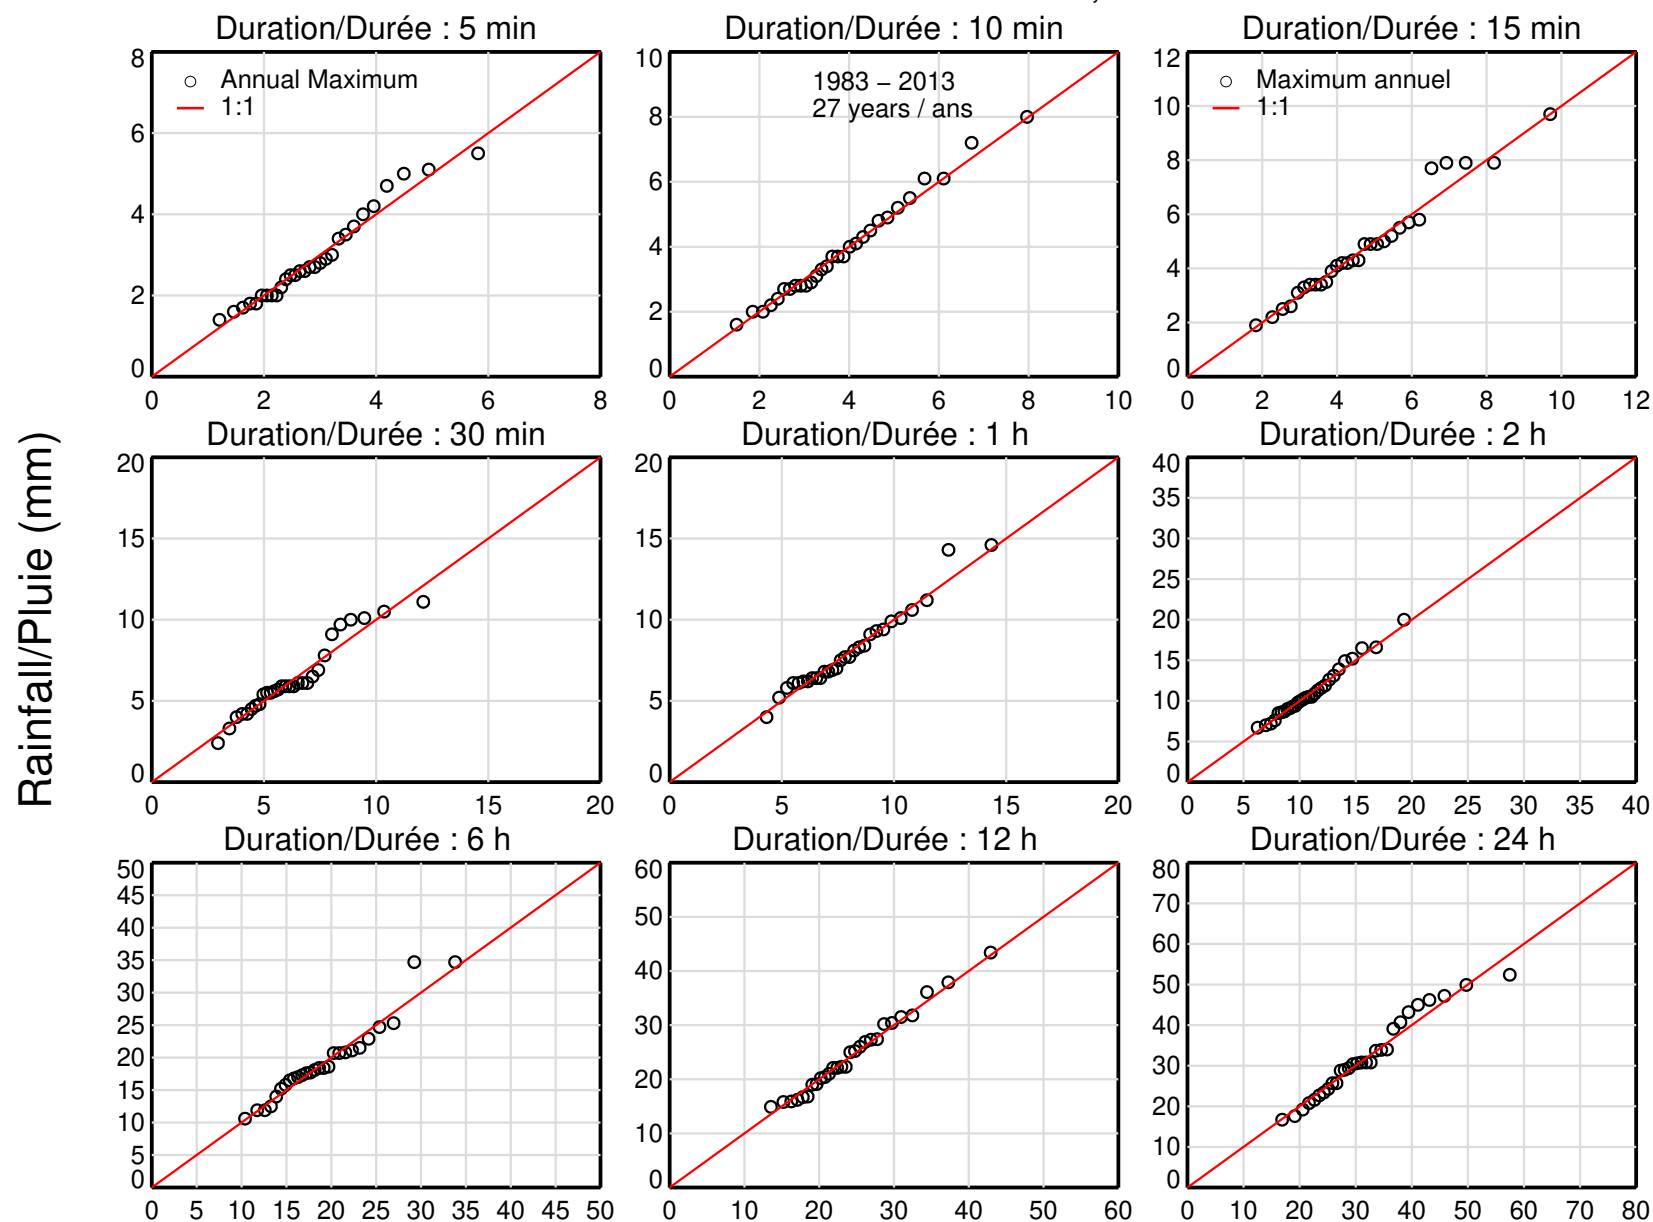 Duration/Durée : 5 min
Duration/Durée : 10 min
Duration/Durée : 15 min
8
6
4
2
0
0 2 4 6 8
Annual Maximum
1:1
10
8
6
4
2
0
0 2 4 6 8 10
1983 − 2013
27 years / ans
12
10
8
6
4
2
0
0 2 4 6 8 10 12
Maximum annuel
1:1
Rainfall/Pluie (mm)
Duration/Durée : 30 min
Duration/Durée : 1 h
Duration/Durée : 2 h
20
15
10
5
0
0 5 10 15 20
20
15
10
5
0
0 5 10 15 20
40
35
30
25
20
15
10
5
0
0 5 10 15 20 25 30 35 40
Duration/Durée : 6 h
Duration/Durée : 12 h
Duration/Durée : 24 h
50
45
40
35
30
25
20
15
10
5
0
0 5 10 15 20 25 30 35 40 45 50
60
50
40
30
20
10
0
0 10 20 30 40 50 60
80
70
60
50
40
30
20
10
0
0 10 20 30 40 50 60 70 80